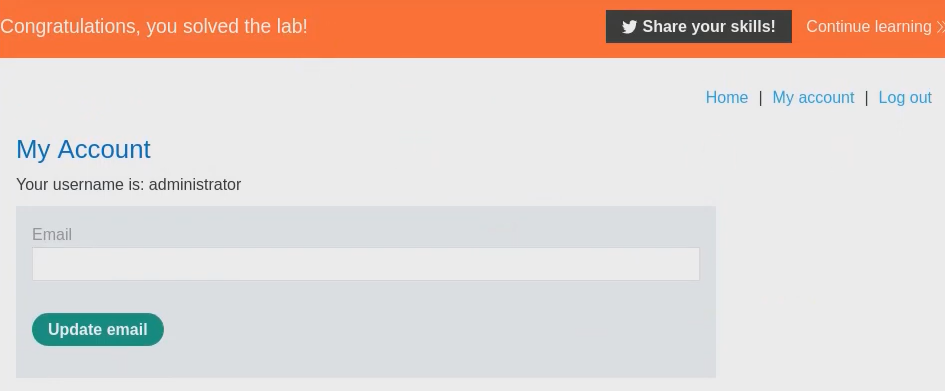 Congratulations, you solved the lab!
Share your skills!
Continue learning
Home | My account | Log out
My Account
Your username is: administrator
Email
Update email